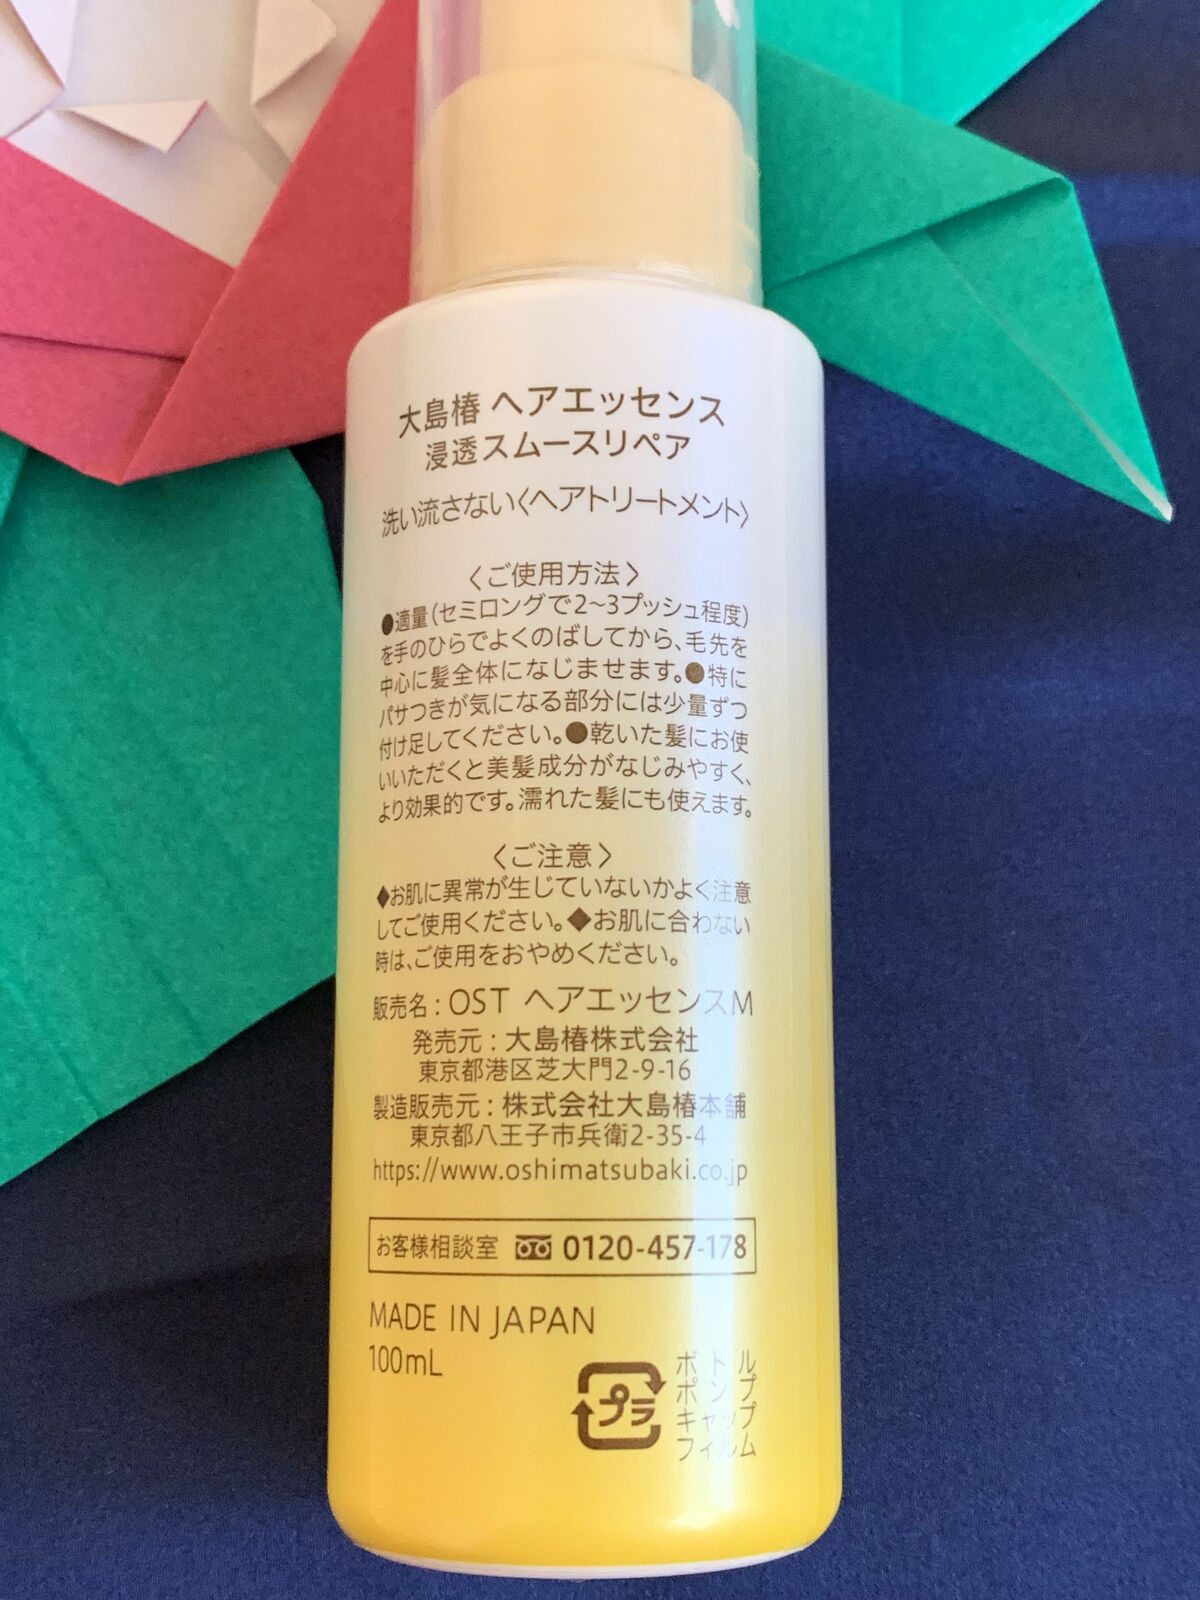 大島椿 ヘアエッセンス
浸透スムースリペア
洗い流さない〈ヘアトリートメント〉
〈ご使用方法〉
●適量(セミロングで2~3プッシュ程度)
を手のひらでよくのばしてから、毛先を
中心に髪全体になじませます。●特に
パサつきが気になる部分には少量ずつ
付け足してください。●乾いた髪にお使
いいただくと美髪成分がなじみやすく、
より効果的です。濡れた髪にも使えます。
〈ご注意〉
◆お肌に異常が生じていないかよく注意
してご使用ください。◆お肌に合わない
時は、ご使用をおやめください。
販売名:OST ヘアエッセンスM
発売元:大島椿株式会社
東京都港区芝大門2-9-16
製造販売元:株式会社大島椿本舗
東京都八王子市兵衛2-35-4
https://www.oshimatsubaki.co.jp
お客様相談室 0120-457-178
MADE IN JAPAN
100mL
プラ
ボトル
ポンプ
キャップ
フィルム